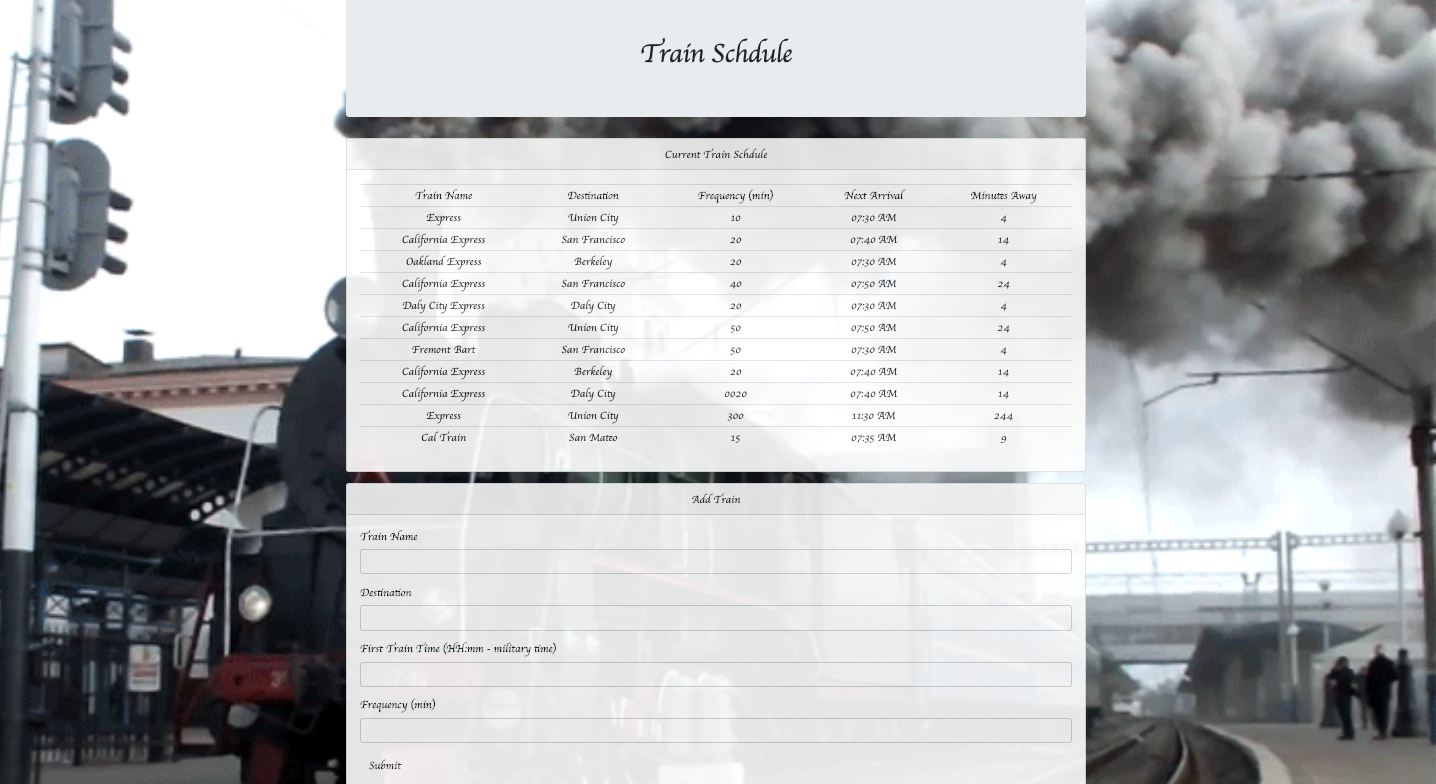 Train Schdule
Current Train Schdule
Train Name Destination Frequency (min) Next Arrival Minutes Away
Express Union City 10 07:30 AM 4
California Express San Francisco 20 07:40 AM 14
Oakland Express Berkeley 20 07:30 AM 4
California Express San Francisco 40 07:50 AM 24
Daly City Express Daly City 20 07:30 AM 4
California Express Union City 50 07:50 AM 24
Fremont Bart San Francisco 50 07:30 AM 4
California Express Berkeley 20 07:40 AM 14
California Express Daly City 0020 07:40 AM 14
Express Union City 300 11:30 AM 244
Cal Train San Mateo 15 07:35 AM 9
Add Train
Train Name
Destination
First Train Time (HH:mm - military time)
Frequency (min)
Submit